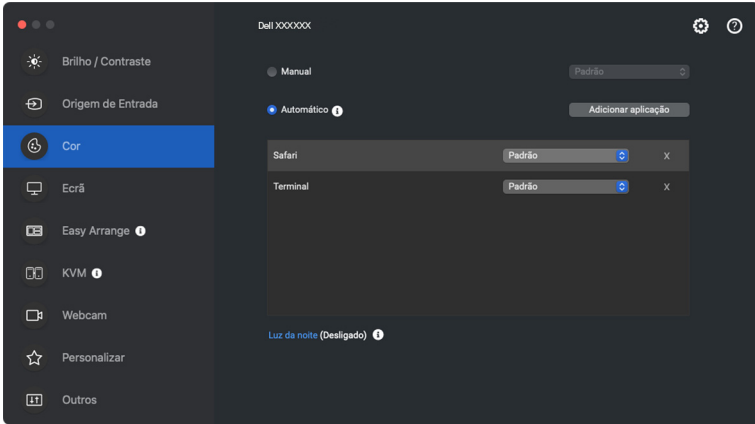 Dell XXXXXX
Brilho / Contraste
Origem de Entrada
Cor
Ecrã
Easy Arrange
KVM
Webcam
Personalizar
Outros
Manual
Padrão
Automático
Adicionar aplicação
Safari Padrão X
Terminal Padrão X
Luz da noite (Desligado)